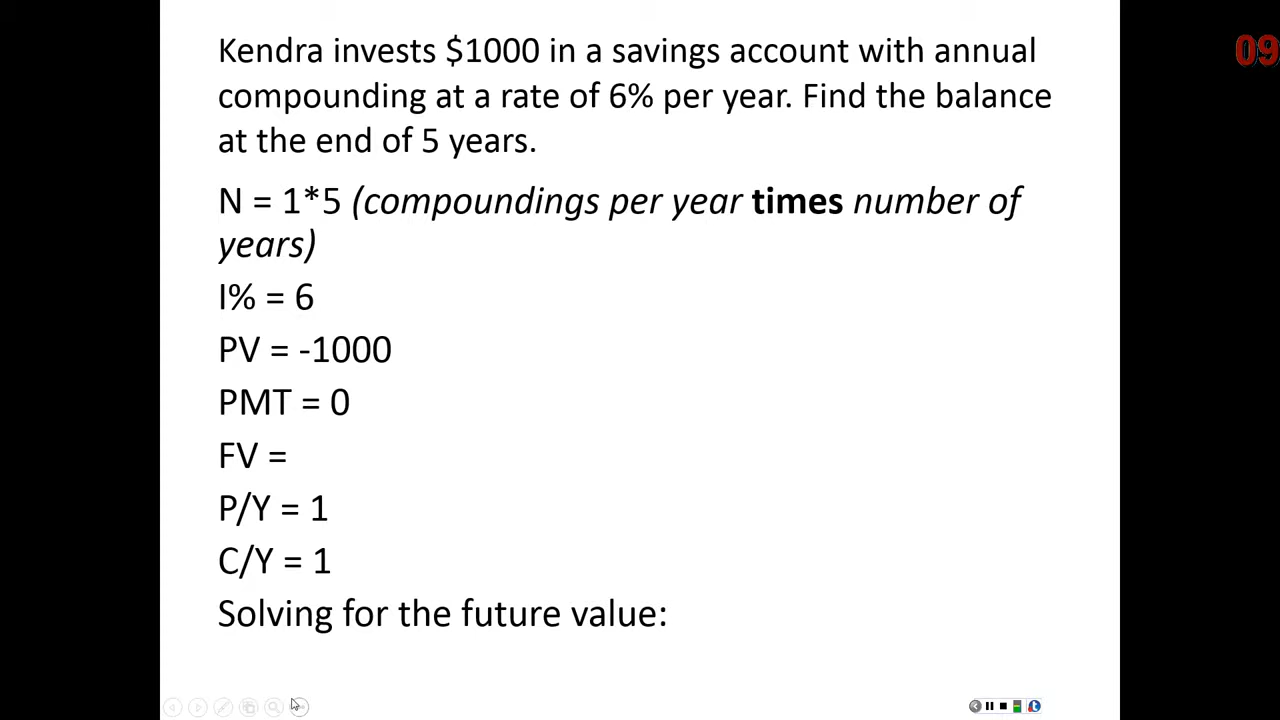 Kendra invests $1000 in a savings account with annual
compounding at a rate of 6% per year. Find the balance
at the end of 5 years.
N = 1*5 (compoundings per year times number of
years)
I% = 6
PV = -1000
PMT = 0
FV =
P/Y = 1
C/Y = 1
Solving for the future value:
09